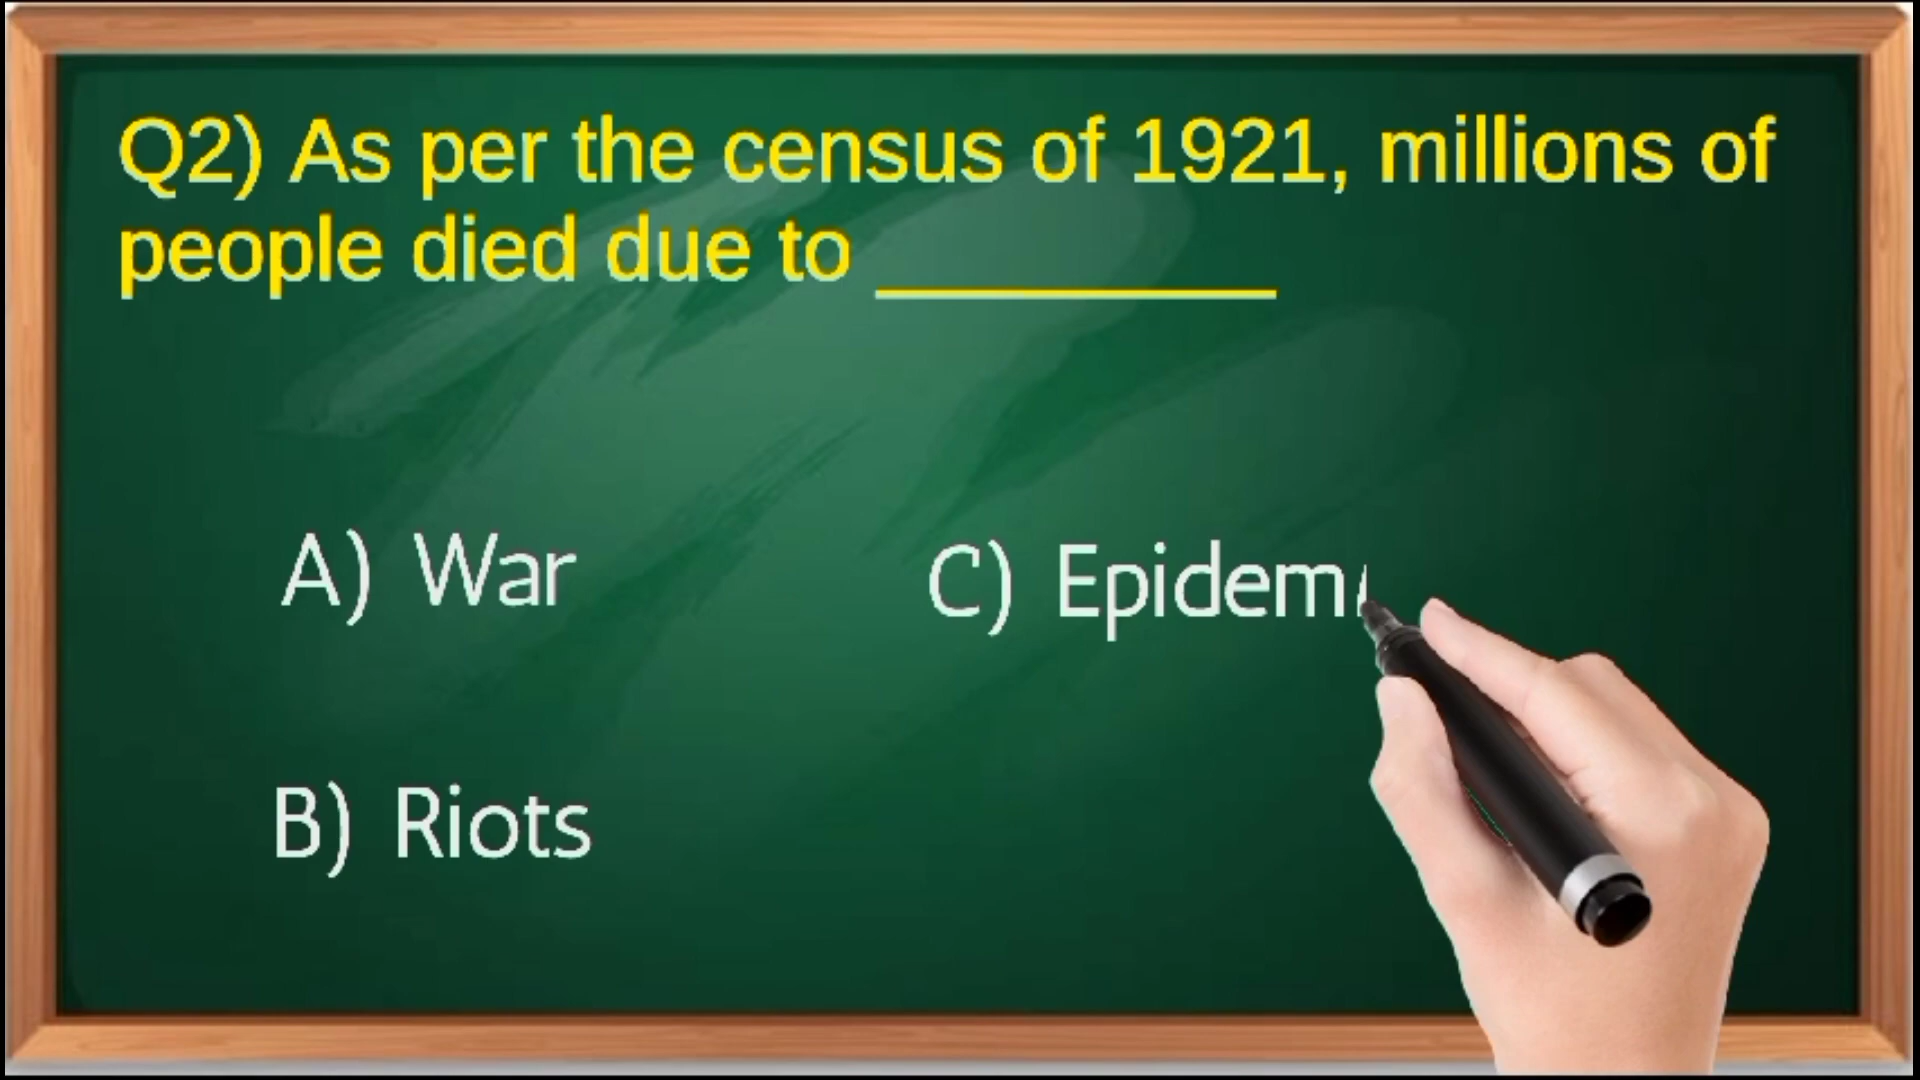 Q2) As per the census of 1921, millions of
people died due to __________
A) War
C) Epidem
B) Riots